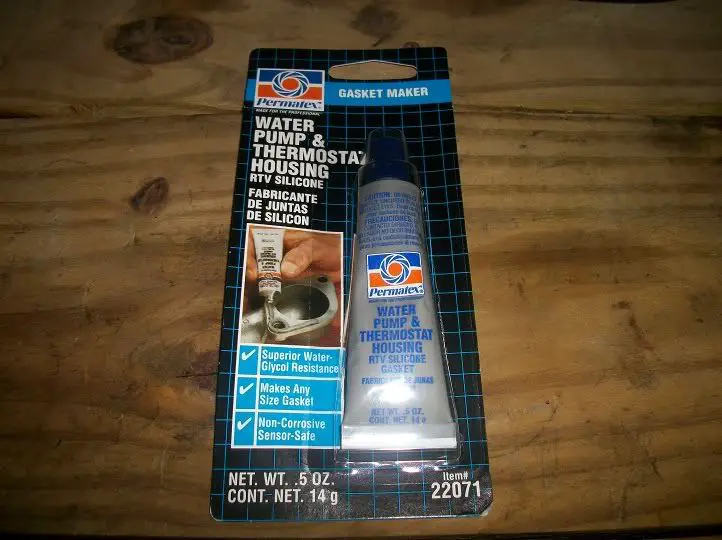 Permatex®
MADE FOR THE PROFESSIONAL
GASKET MAKER
WATER
PUMP &
THERMOSTAT
HOUSING
RTV SILICONE
FABRICANTE
DE JUNTAS
DE SILICON
✓ Superior Water-
Glycol Resistance
✓ Makes Any
Size Gasket
✓ Non-Corrosive
Sensor-Safe
NET. WT. .5 OZ.
CONT. NET. 14 g
CAUTION:
PRECAUCIONES:
Permatex®
WATER
PUMP &
THERMOSTAT
HOUSING
RTV SILICONE
GASKET
NET WT. .5 OZ.
CONT. NET. 14 g
Item#
22071